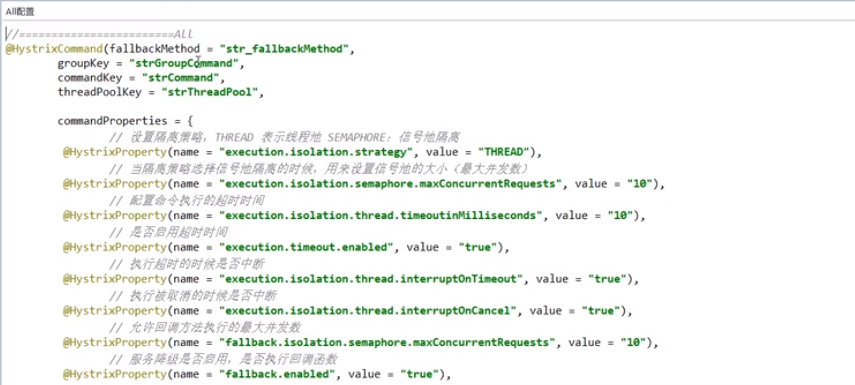 All配置
//========================All
@HystrixCommand(fallbackMethod = "str_fallbackMethod",
groupKey = "strGroupCommand",
commandKey = "strCommand",
threadPoolKey = "strThreadPool",
commandProperties = {
// 设置隔离策略，THREAD 表示线程池 SEMAPHORE：信号池隔离
@HystrixProperty(name = "execution.isolation.strategy", value = "THREAD"),
// 当隔离策略选择信号池隔离的时候，用来设置信号池的大小（最大并发数）
@HystrixProperty(name = "execution.isolation.semaphore.maxConcurrentRequests", value = "10"),
// 配置命令执行的超时时间
@HystrixProperty(name = "execution.isolation.thread.timeoutinMilliseconds", value = "10"),
// 是否启用超时时间
@HystrixProperty(name = "execution.timeout.enabled", value = "true"),
// 执行超时的时候是否中断
@HystrixProperty(name = "execution.isolation.thread.interruptOnTimeout", value = "true"),
// 执行被取消的时候是否中断
@HystrixProperty(name = "execution.isolation.thread.interruptOnCancel", value = "true"),
// 允许回调方法执行的最大并发数
@HystrixProperty(name = "fallback.isolation.semaphore.maxConcurrentRequests", value = "10"),
// 服务降级是否启用，是否执行回调函数
@HystrixProperty(name = "fallback.enabled", value = "true"),